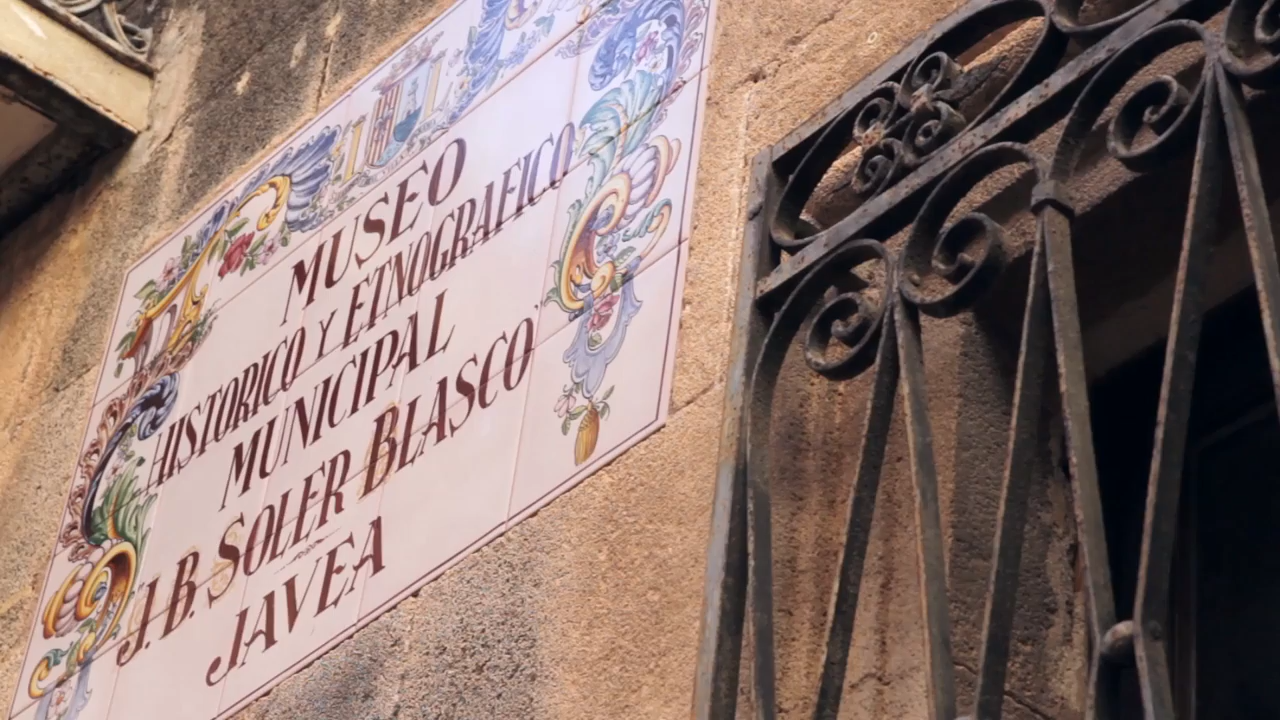 MUSEO
HISTORICO Y ETNOGRAFICO
MUNICIPAL
J.B. SOLER BLASCO
JAVEA